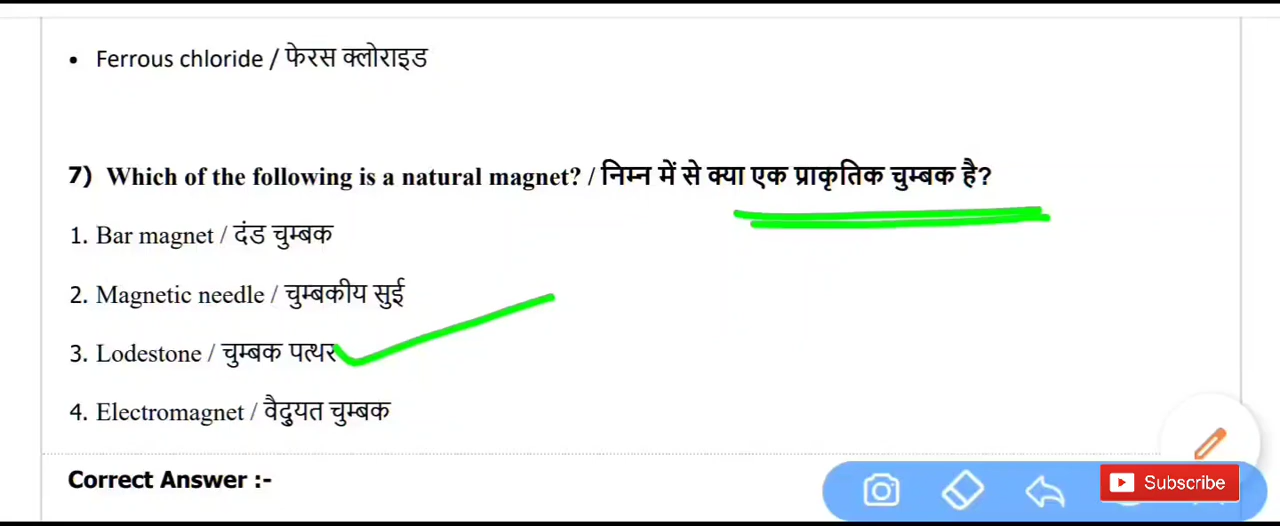 • Ferrous chloride / फेरस क्लोराइड
7) Which of the following is a natural magnet? / निम्न में से क्या एक प्राकृतिक चुम्बक है?
1. Bar magnet / दंड चुम्बक
2. Magnetic needle / चुम्बकीय सुई
3. Lodestone / चुम्बक पत्थर
4. Electromagnet / वैदुयत चुम्बक
Correct Answer :-
Subscribe